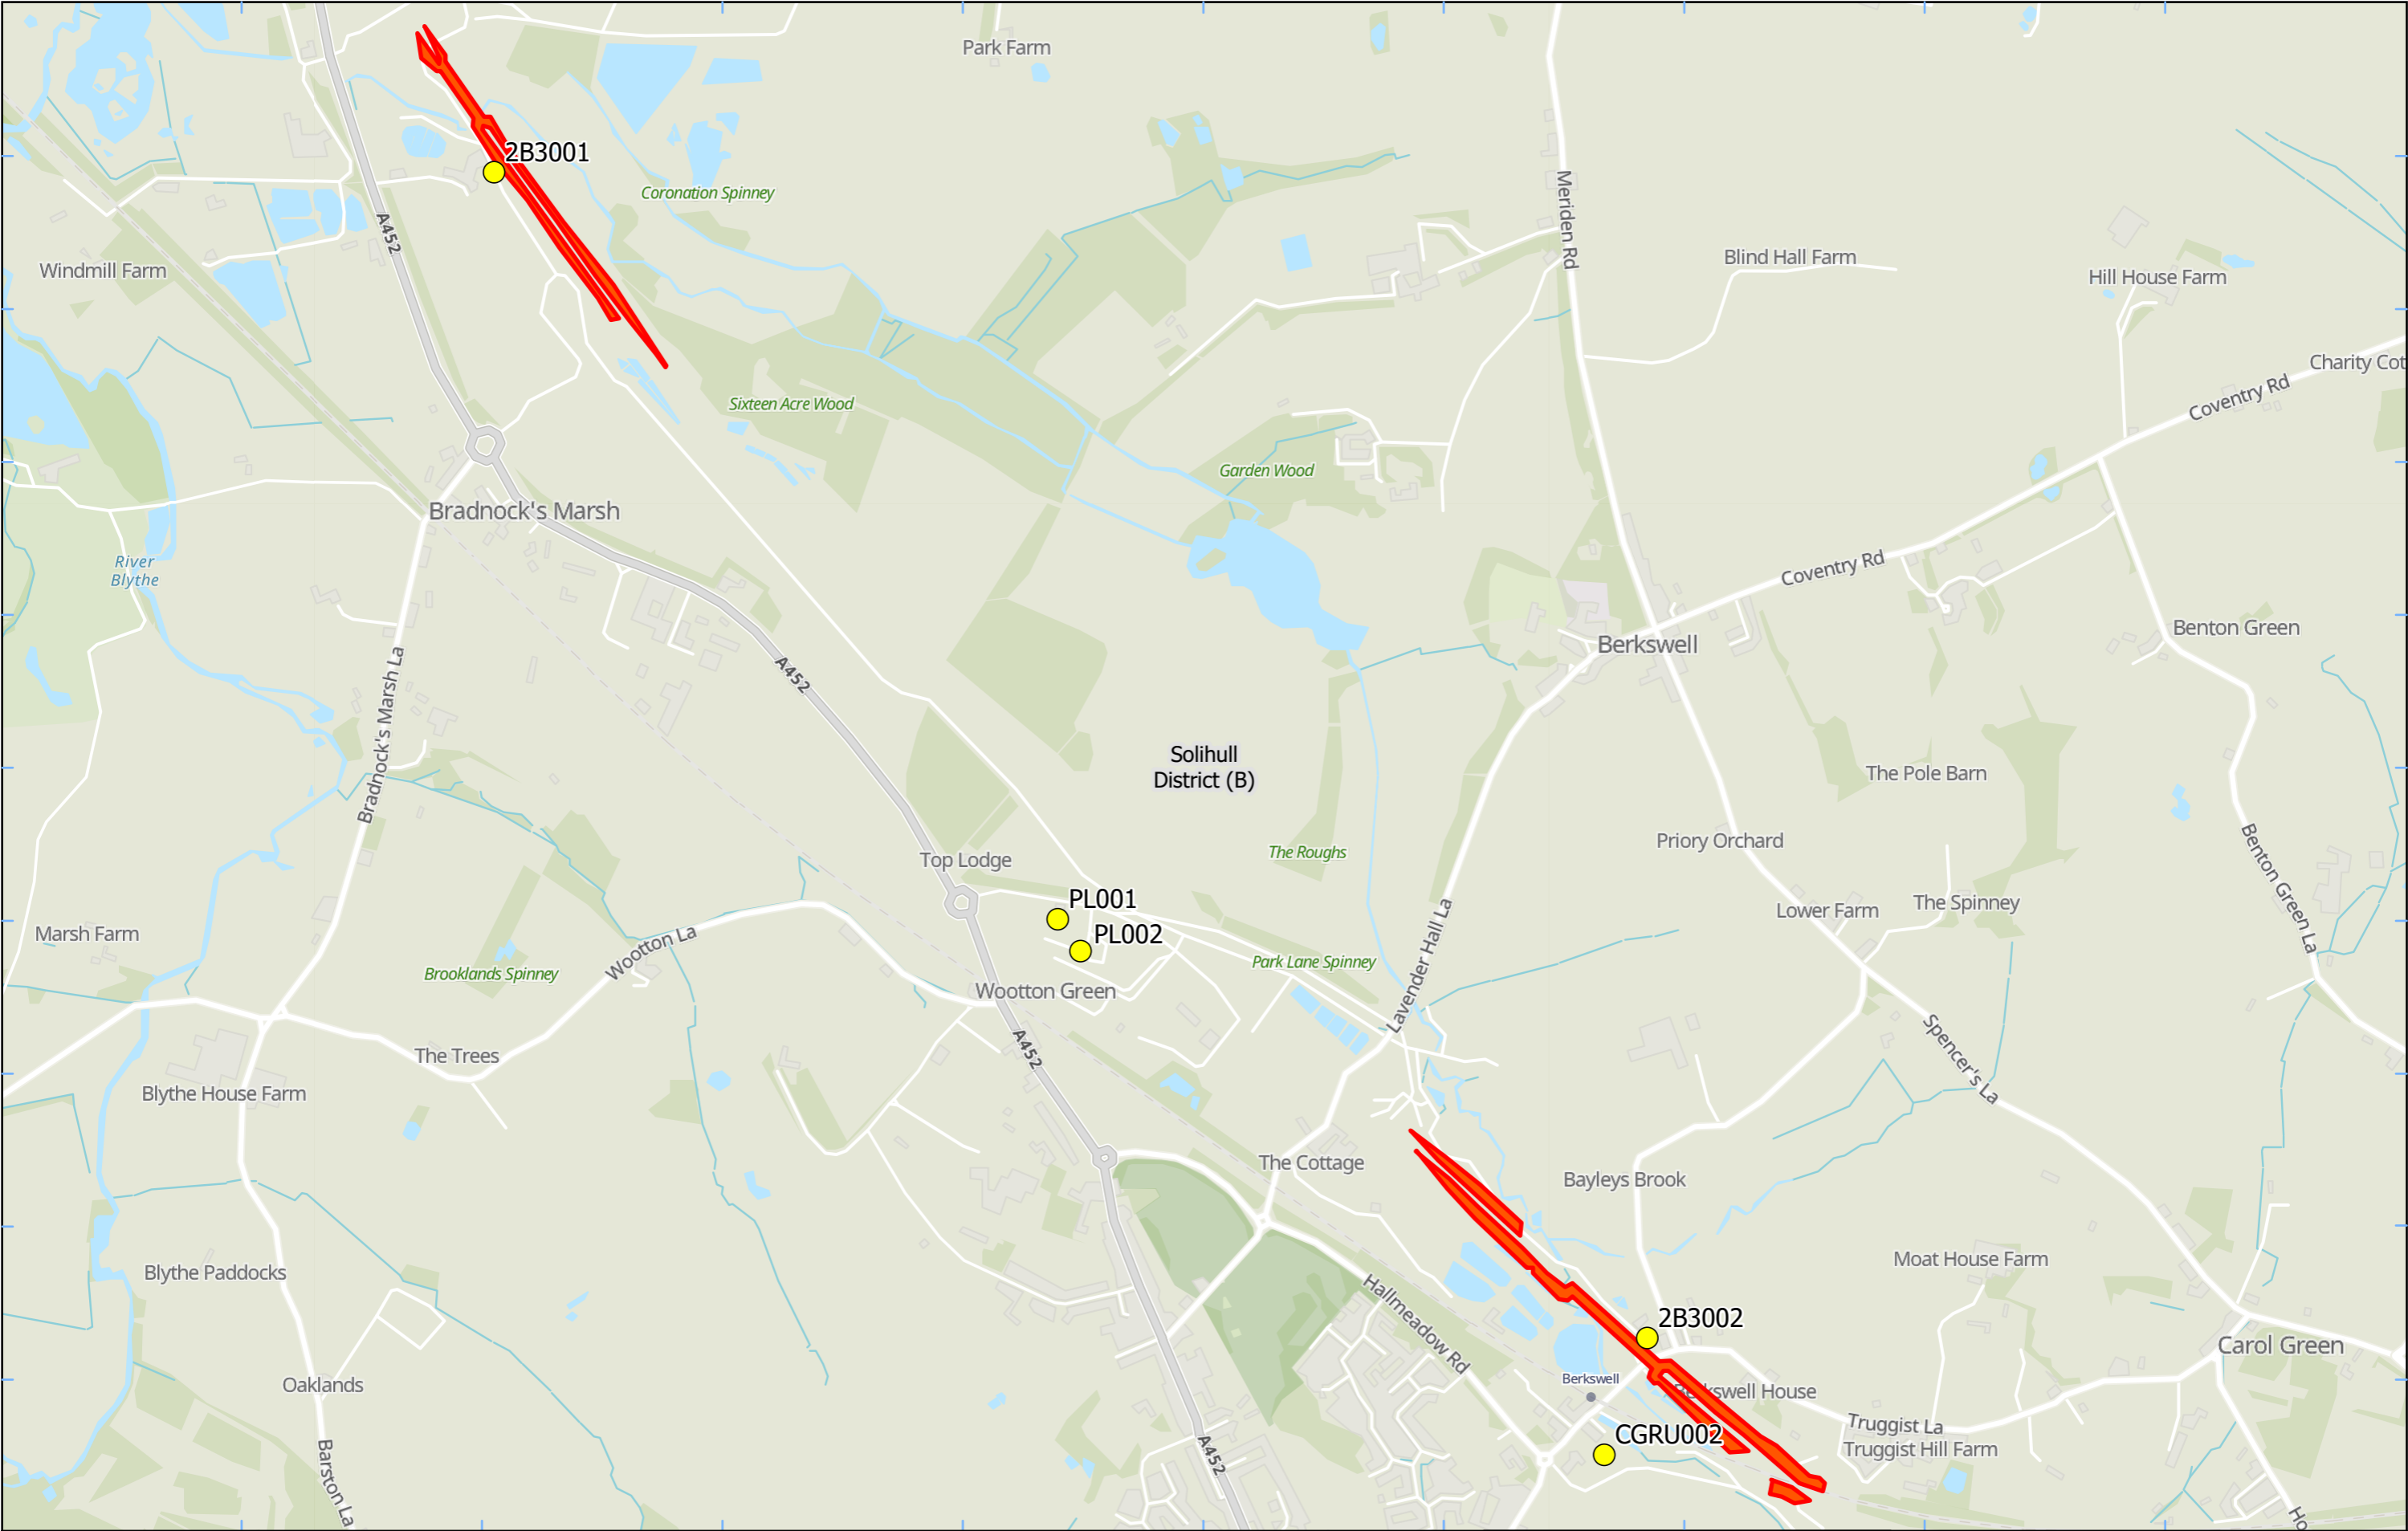 Park Farm
2B3001
Coronation Spinney
Meriden Rd
A452
Windmill Farm
Blind Hall Farm
Hill House Farm
Charity Cot
Coventry Rd
Sixteen Acre Wood
Garden Wood
Bradnock's Marsh
River
Blythe
Coventry Rd
Benton Green
Berkswell
Bradnock's Marsh La
A452
Solihull
District (B)
The Pole Barn
Priory Orchard
Top Lodge
The Roughs
Benton Green La
PL001
The Spinney
Lower Farm
Marsh Farm
PL002
Wootton La
Lavender Hall La
Park Lane Spinney
Brooklands Spinney
Wootton Green
A452
The Trees
Spencer's La
Blythe House Farm
The Cottage
Bayleys Brook
Blythe Paddocks
Moat House Farm
Hallmeadow Rd
2B3002
Carol Green
Oaklands
Berkswell
Berkswell House
Truggist La
CGRU002
Truggist Hill Farm
A452
Barston La
Ho